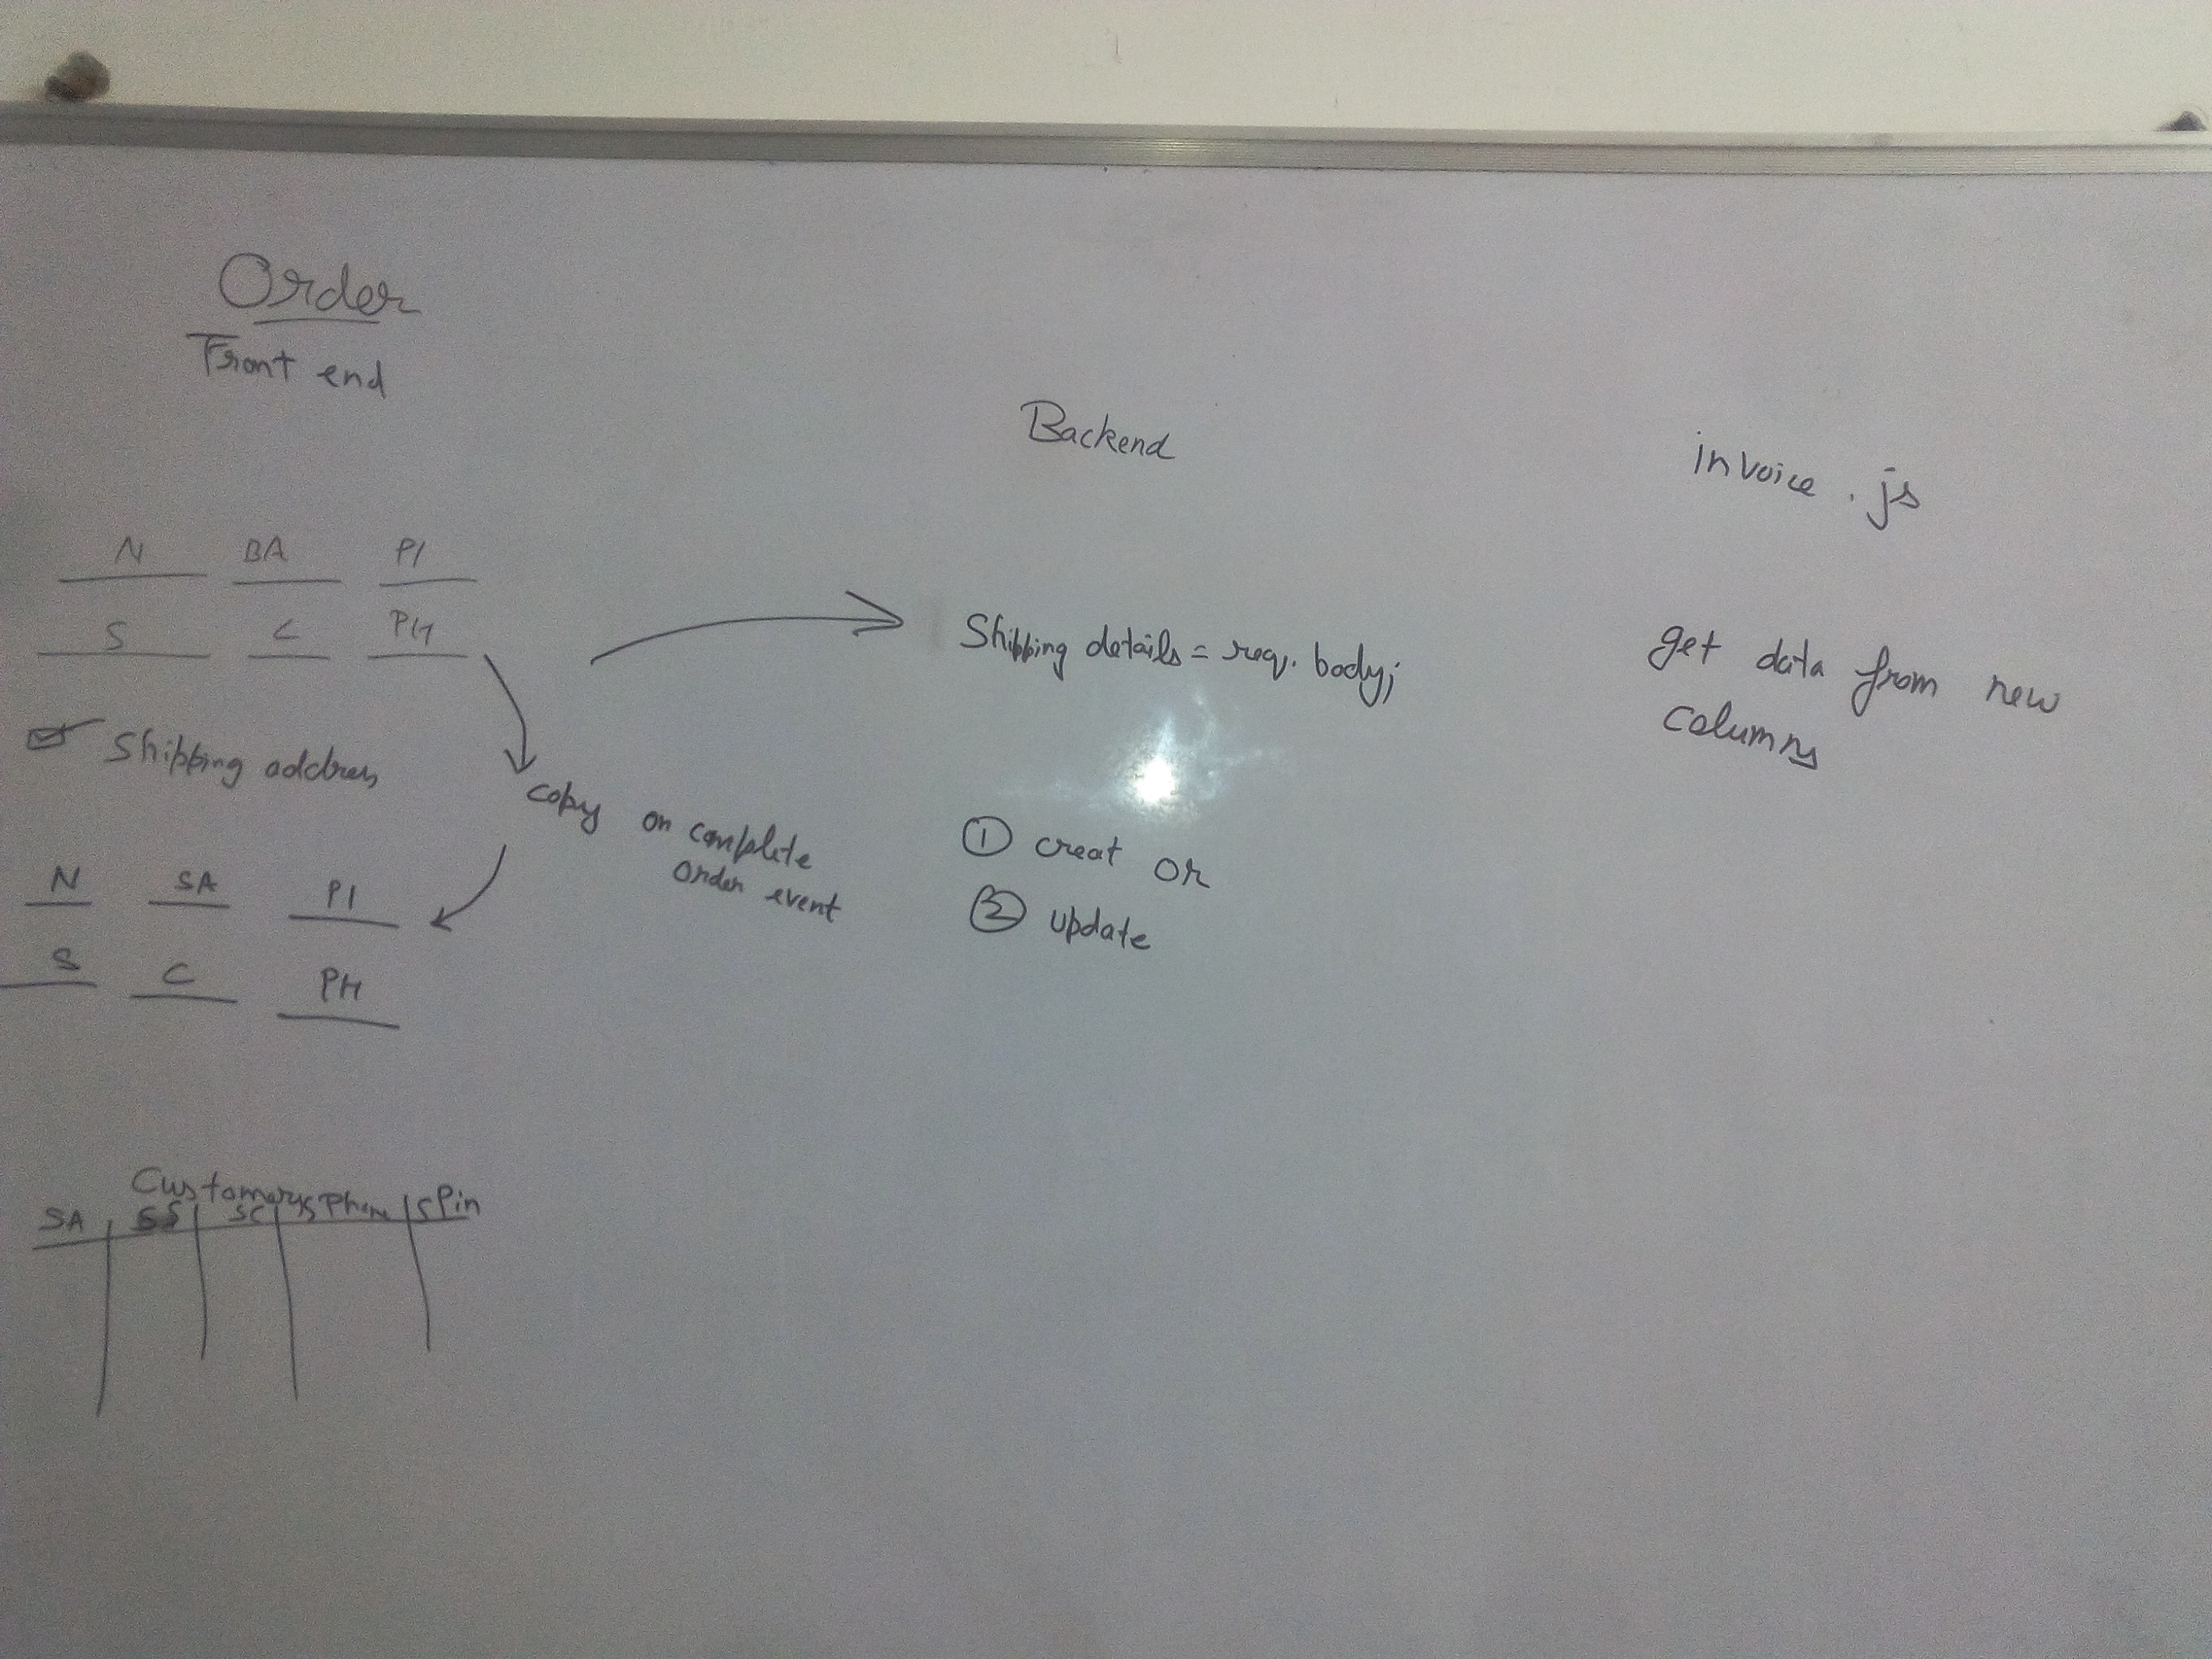 Order
Front end
N BA PI
S C PH
Shipping address
copy on complete
order event
N SA PI
S C PH
Customers
SA SS SC SPhone SPin
Backend
Shipping details = req. body;
① creat or
② update
invoice.js
get data from new
columns